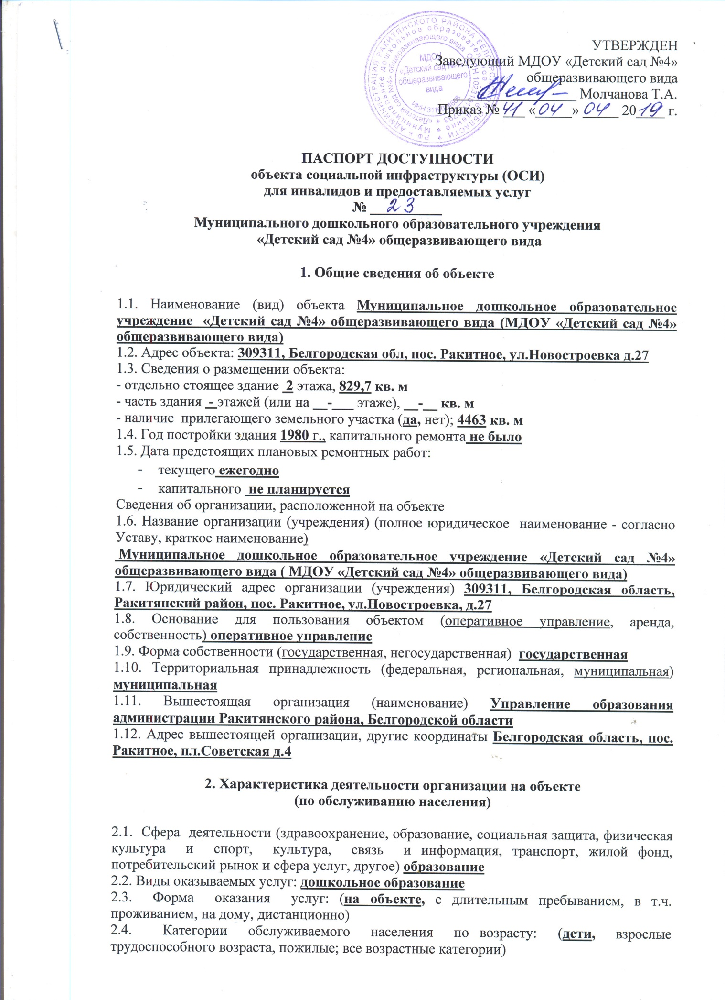 УТВЕРЖДЕН
Заведующий МДОУ «Детский сад №4»
общеразвивающего вида
Молчанова Т.А.
Приказ № 41 «04» 04 2019 г.
МДОУ
«Детский сад №4»
общеразвивающего
вида
ПАСПОРТ ДОСТУПНОСТИ
объекта социальной инфраструктуры (ОСИ)
для инвалидов и предоставляемых услуг
№ 23
Муниципального дошкольного образовательного учреждения
«Детский сад №4» общеразвивающего вида
1. Общие сведения об объекте
1.1. Наименование (вид) объекта Муниципальное дошкольное образовательное
учреждение «Детский сад №4» общеразвивающего вида (МДОУ «Детский сад №4»
общеразвивающего вида)
1.2. Адрес объекта: 309311, Белгородская обл, пос. Ракитное, ул.Новостроевка д.27
1.3. Сведения о размещении объекта:
- отдельно стоящее здание 2 этажа, 829,7 кв. м
- часть здания _-_этажей (или на __-___ этаже), __-__ кв. м
- наличие прилегающего земельного участка (да, нет); 4463 кв. м
1.4. Год постройки здания 1980 г., капитального ремонта не было
1.5. Дата предстоящих плановых ремонтных работ:
- текущего ежегодно
- капитального не планируется
Сведения об организации, расположенной на объекте
1.6. Название организации (учреждения) (полное юридическое наименование - согласно
Уставу, краткое наименование)
Муниципальное дошкольное образовательное учреждение «Детский сад №4»
общеразвивающего вида ( МДОУ «Детский сад №4» общеразвивающего вида)
1.7. Юридический адрес организации (учреждения) 309311, Белгородская область,
Ракитянский район, пос. Ракитное, ул.Новостроевка, д.27
1.8. Основание для пользования объектом (оперативное управление, аренда,
собственность) оперативное управление
1.9. Форма собственности (государственная, негосударственная) государственная
1.10. Территориальная принадлежность (федеральная, региональная, муниципальная)
муниципальная
1.11. Вышестоящая организация (наименование) Управление образования
администрации Ракитянского района, Белгородской области
1.12. Адрес вышестоящей организации, другие координаты Белгородская область, пос.
Ракитное, пл.Советская д.4
2. Характеристика деятельности организации на объекте
(по обслуживанию населения)
2.1. Сфера деятельности (здравоохранение, образование, социальная защита, физическая
культура и спорт, культура, связь и информация, транспорт, жилой фонд,
потребительский рынок и сфера услуг, другое) образование
2.2. Виды оказываемых услуг: дошкольное образование
2.3. Форма оказания услуг: (на объекте, с длительным пребыванием, в т.ч.
проживанием, на дому, дистанционно)
2.4. Категории обслуживаемого населения по возрасту: (дети, взрослые
трудоспособного возраста, пожилые; все возрастные категории)